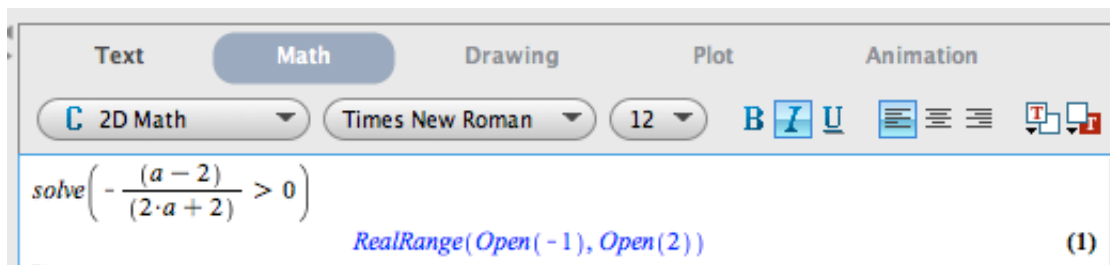 Text Math Drawing Plot Animation
C 2D Math Times New Roman 12 B I U T T
solve(-(a − 2)/(2·a + 2) > 0)
RealRange(Open(-1), Open(2)) (1)